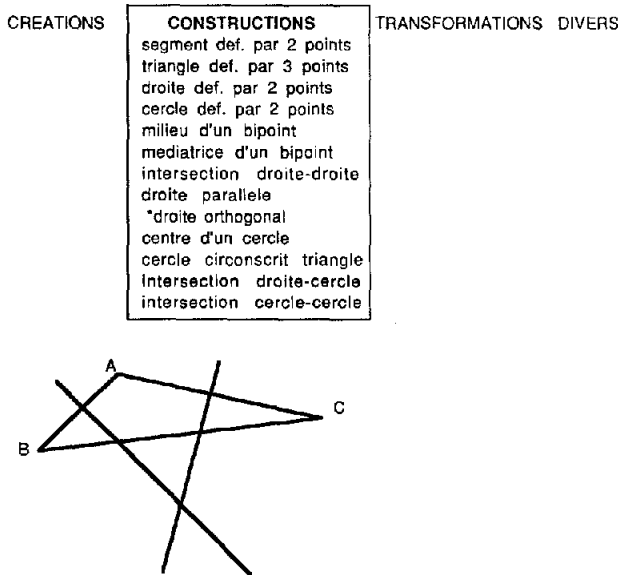 CREATIONS CONSTRUCTIONS TRANSFORMATIONS DIVERS
segment def. par 2 points
triangle def. par 3 points
droite def. par 2 points
cercle def. par 2 points
milieu d'un bipoint
mediatrice d'un bipoint
intersection droite-droite
droite parallele
*droite orthogonal
centre d'un cercle
cercle circonscrit triangle
intersection droite-cercle
intersection cercle-cercle
A
C
B